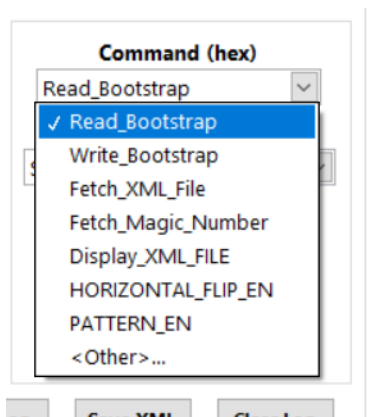 Command (hex)
Read_Bootstrap
✓ Read_Bootstrap
Write_Bootstrap
Fetch_XML_File
Fetch_Magic_Number
Display_XML_FILE
HORIZONTAL_FLIP_EN
PATTERN_EN
<Other>...